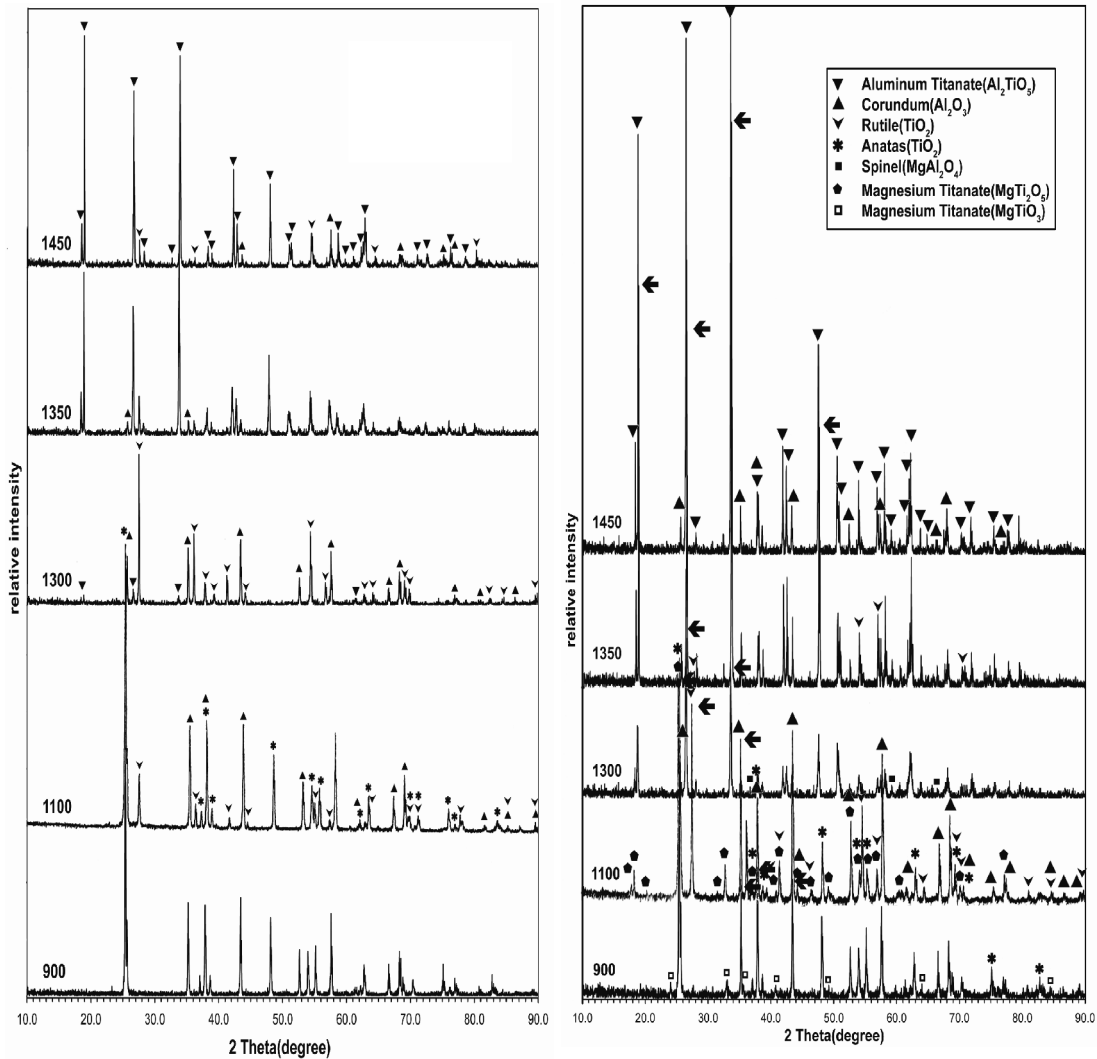 relative intensity
1450
1350
1300
1100
900
10.0 20.0 30.0 40.0 50.0 60.0 70.0 80.0 90.0
2 Theta(degree)
relative intensity
Aluminum Titanate(Al2TiO5)
Corundum(Al2O3)
Rutile(TiO2)
Anatas(TiO2)
Spinel(MgAl2O4)
Magnesium Titanate(MgTi2O5)
Magnesium Titanate(MgTiO3)
1450
1350
1300
1100
900
10.0 20.0 30.0 40.0 50.0 60.0 70.0 80.0 90.0
2 Theta(degree)